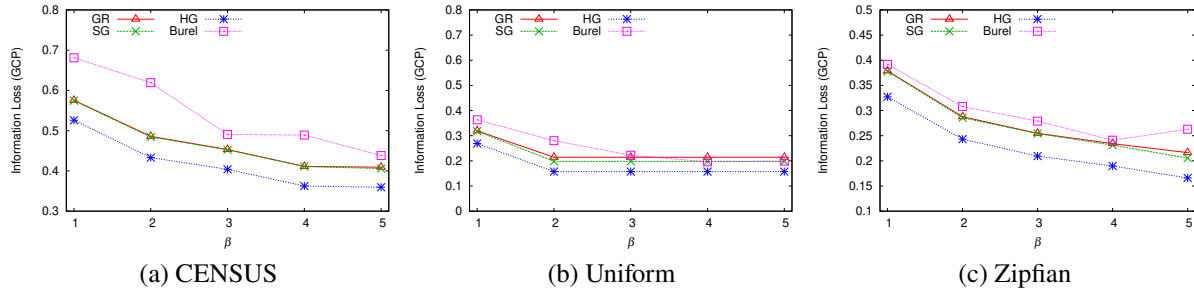 0.8
0.7
0.6
0.5
0.4
0.3
Information Loss (GCP)
GR
SG
HG
Burel
1 2 3 4 5
β
(a) CENSUS
0.8
0.7
0.6
0.5
0.4
0.3
0.2
0.1
0
Information Loss (GCP)
GR
SG
HG
Burel
1 2 3 4 5
β
(b) Uniform
0.5
0.45
0.4
0.35
0.3
0.25
0.2
0.15
0.1
Information Loss (GCP)
GR
SG
HG
Burel
1 2 3 4 5
β
(c) Zipfian